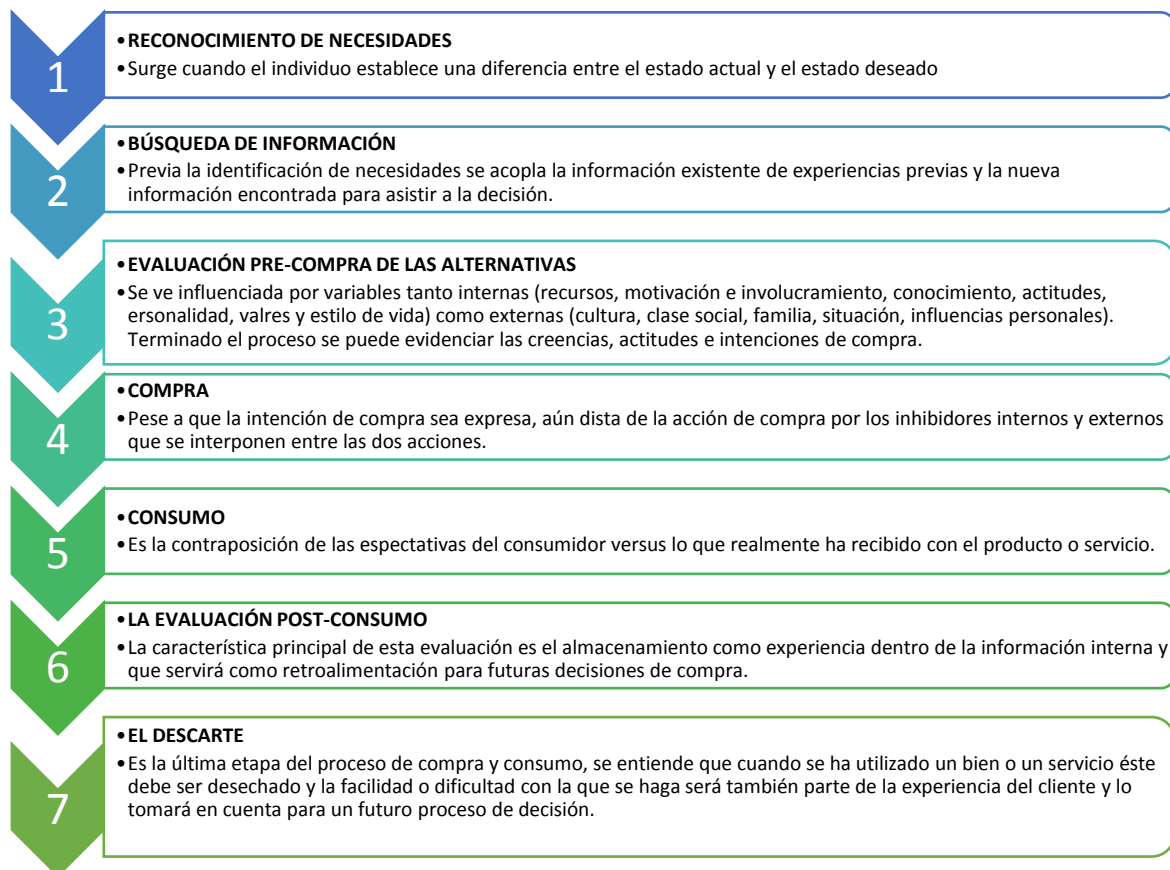 1
•RECONOCIMIENTO DE NECESIDADES
•Surge cuando el individuo establece una diferencia entre el estado actual y el estado deseado
2
•BÚSQUEDA DE INFORMACIÓN
•Previa la identificación de necesidades se acopla la información existente de experiencias previas y la nueva
información encontrada para asistir a la decisión.
3
•EVALUACIÓN PRE-COMPRA DE LAS ALTERNATIVAS
•Se ve influenciada por variables tanto internas (recursos, motivación e involucramiento, conocimiento, actitudes,
ersonalidad, valres y estilo de vida) como externas (cultura, clase social, familia, situación, influencias personales).
Terminado el proceso se puede evidenciar las creencias, actitudes e intenciones de compra.
4
•COMPRA
•Pese a que la intención de compra sea expresa, aún dista de la acción de compra por los inhibidores internos y externos
que se interponen entre las dos acciones.
5
•CONSUMO
•Es la contraposición de las espectativas del consumidor versus lo que realmente ha recibido con el producto o servicio.
6
•LA EVALUACIÓN POST-CONSUMO
•La característica principal de esta evaluación es el almacenamiento como experiencia dentro de la información interna y
que servirá como retroalimentación para futuras decisiones de compra.
7
•EL DESCARTE
•Es la última etapa del proceso de compra y consumo, se entiende que cuando se ha utilizado un bien o un servicio éste
debe ser desechado y la facilidad o dificultad con la que se haga será también parte de la experiencia del cliente y lo
tomará en cuenta para un futuro proceso de decisión.